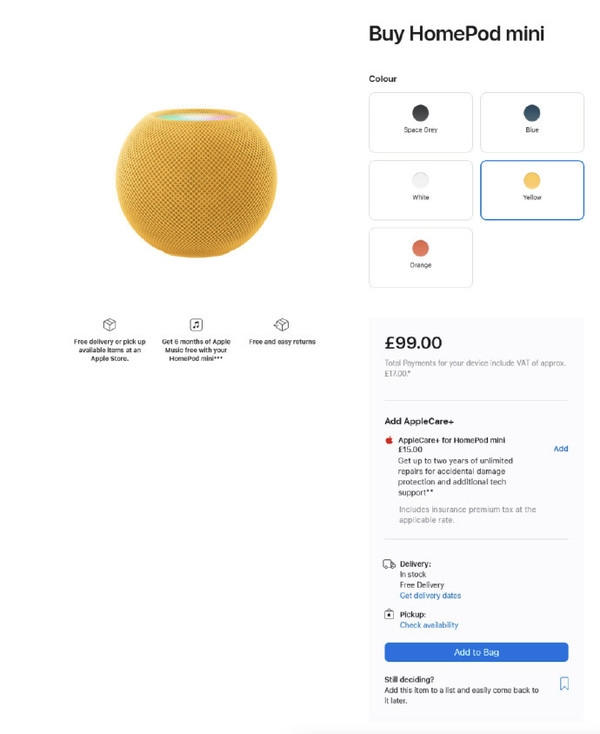 Buy HomePod mini
Colour
Space Grey
Blue
White
Yellow
Orange
Free delivery or pick up
available items at an
Apple Store.
Get 6 months of Apple
Music free with your
HomePod mini***
Free and easy returns
£99.00
Total Payments for your device include VAT of approx.
£17.00.*
Add AppleCare+
AppleCare+ for HomePod mini
£15.00
Add
Get up to two years of unlimited
repairs for accidental damage
protection and additional tech
support**
Includes insurance premium tax at the
applicable rate.
Delivery:
In stock
Free Delivery
Get delivery dates
Pickup:
Check availability
Add to Bag
Still deciding?
Add this item to a list and easily come back to
it later.